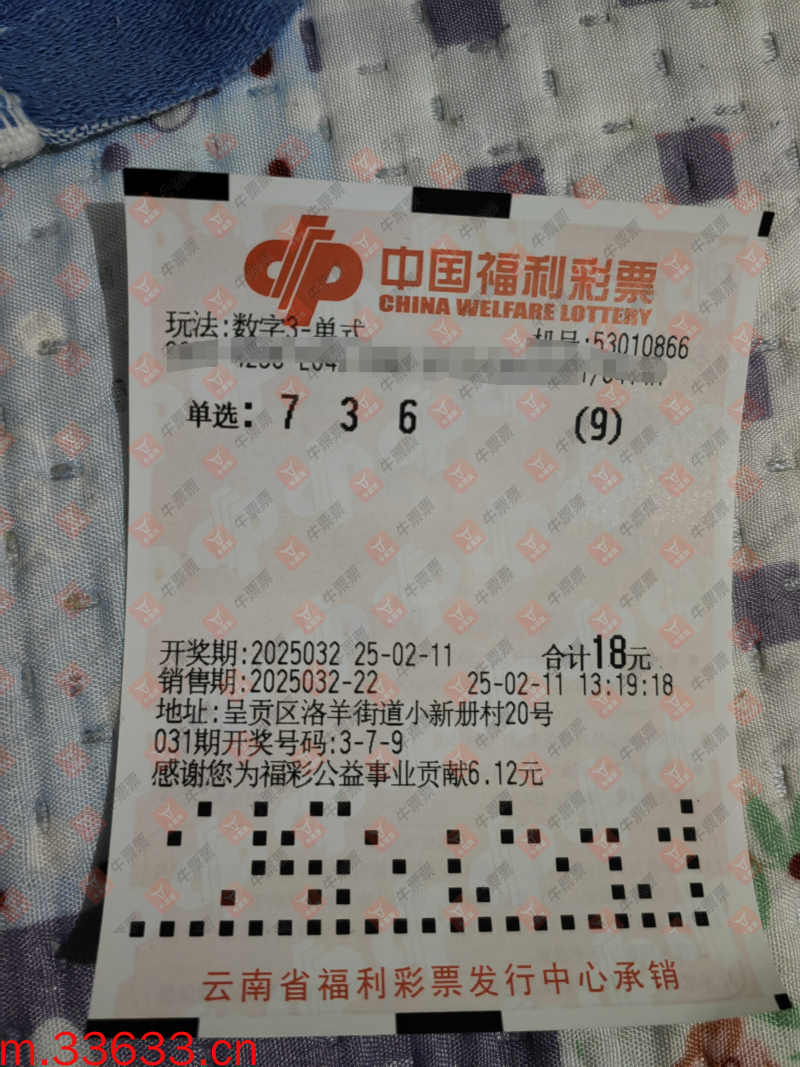 中国福利彩票
CHINA WELFARE LOTTERY
玩法:数字3-单式 机号:53010866
单选: 7 3 6 (9)
开奖期:2025032 25-02-11 合计18元
销售期:2025032-22 25-02-11 13:19:18
地址:呈贡区洛羊街道小新册村20号
031期开奖号码:3-7-9
感谢您为福彩公益事业贡献6.12元
云南省福利彩票发行中心承销
m.33633.cn
牛票票